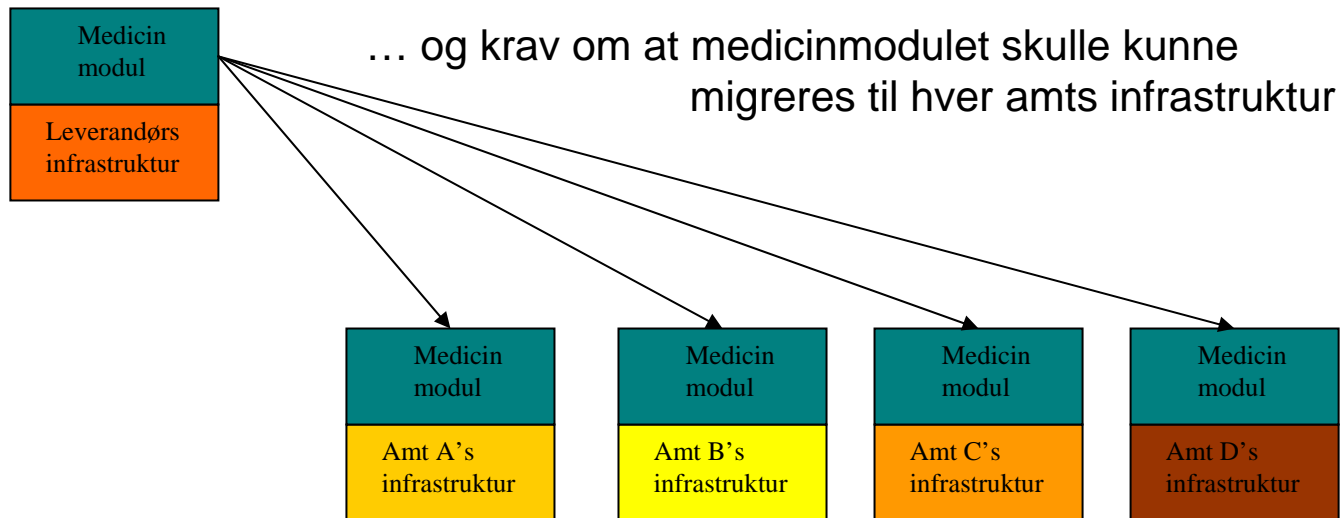 Medicin
modul
Leverandørs
infrastruktur
… og krav om at medicinmodulet skulle kunne
migreres til hver amts infrastruktur
Medicin
modul
Amt A’s
infrastruktur
Medicin
modul
Amt B’s
infrastruktur
Medicin
modul
Amt C’s
infrastruktur
Medicin
modul
Amt D’s
infrastruktur